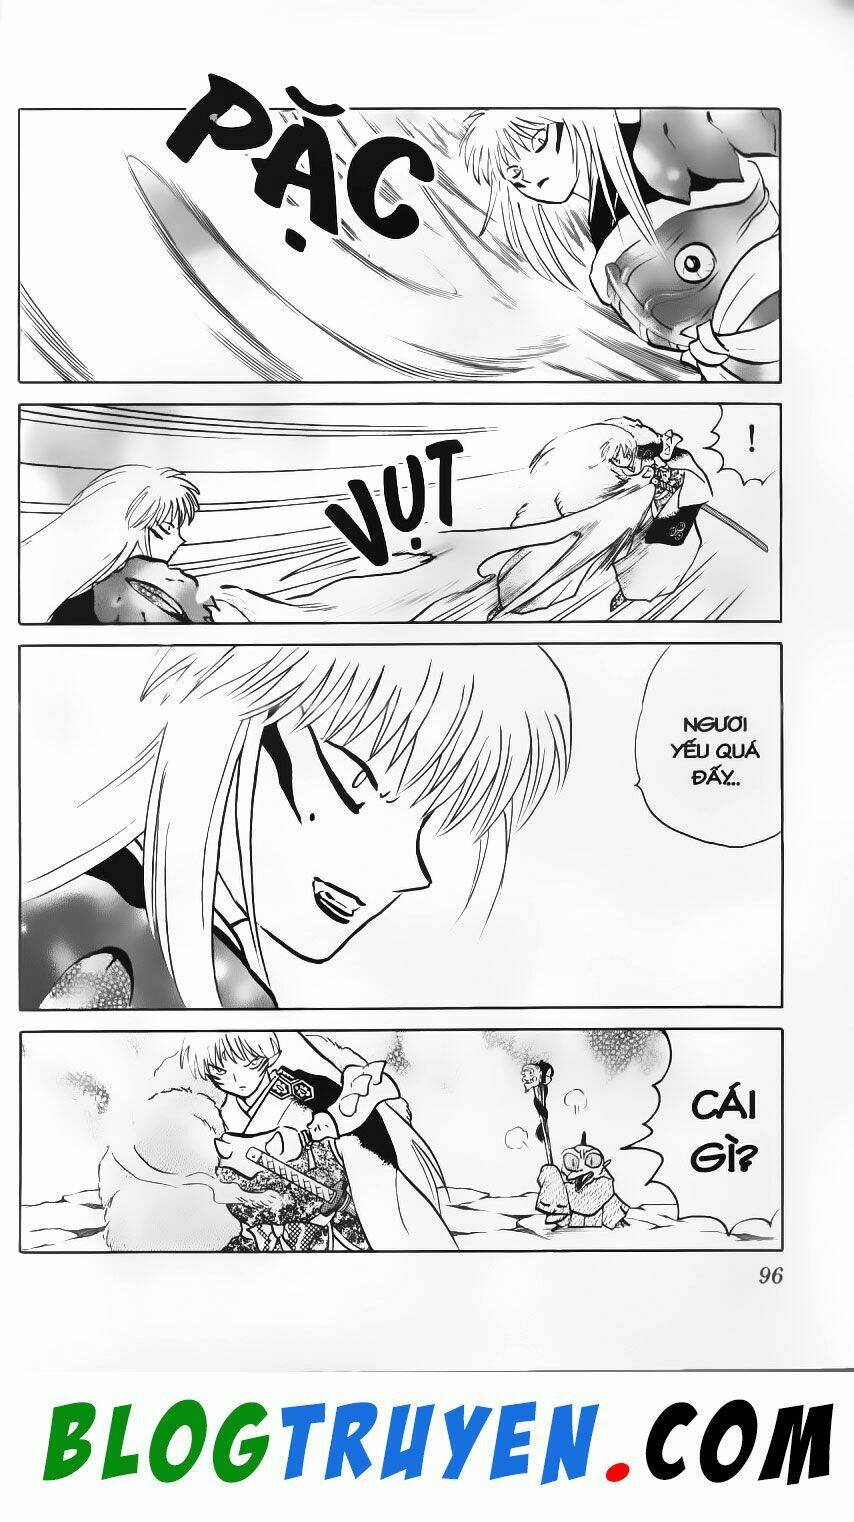 PẶC
VỤT
!
NGƯƠI
YẾU QUÁ
ĐẤY...
CÁI
GÌ?
96
BLOGTRUYEN.COM